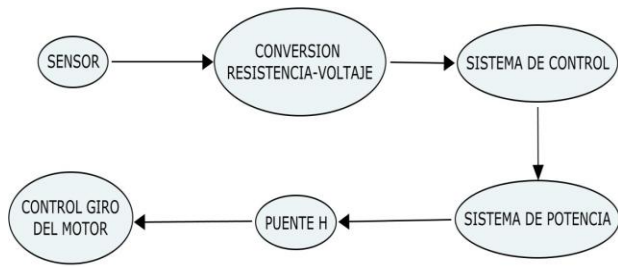 SENSOR
CONVERSION
RESISTENCIA-VOLTAJE
SISTEMA DE CONTROL
SISTEMA DE POTENCIA
PUENTE H
CONTROL GIRO
DEL MOTOR